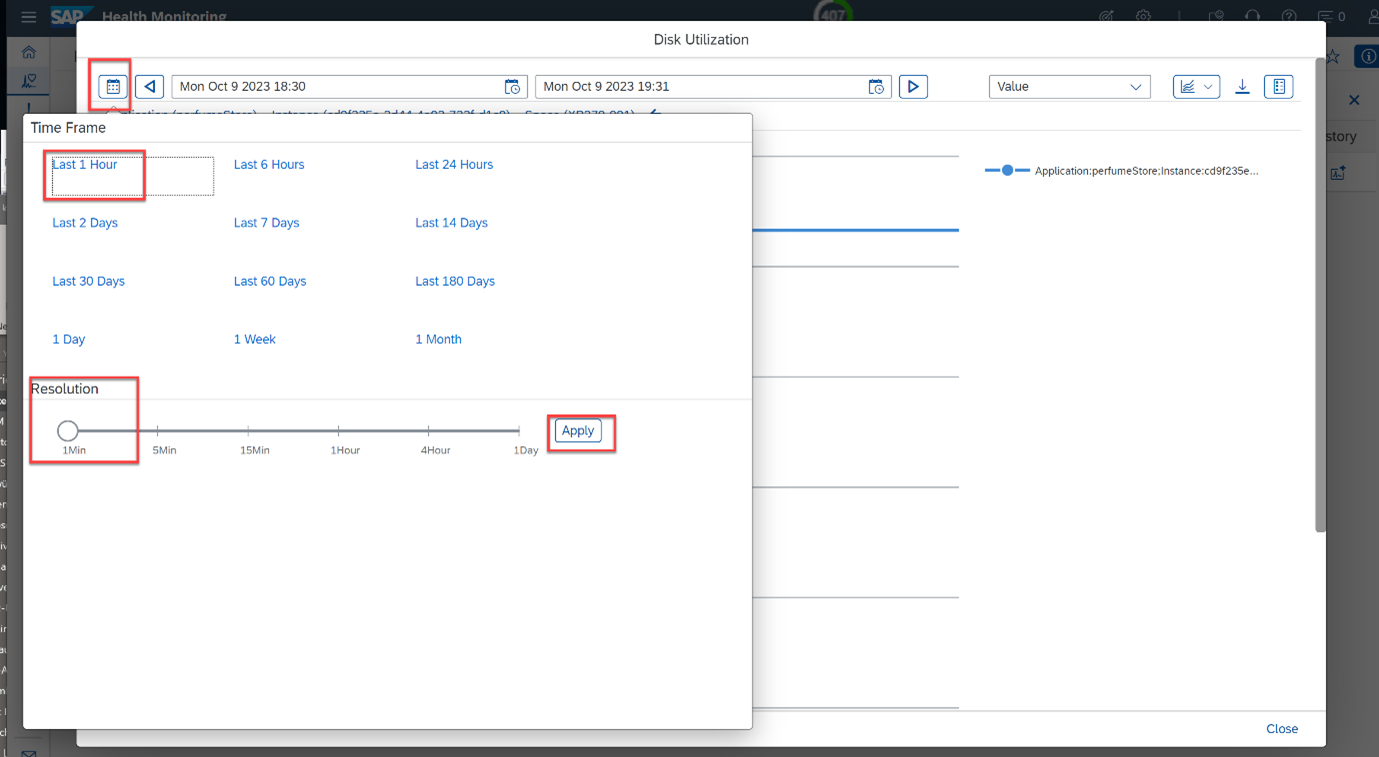 SAP Health Monitoring
407
0
Disk Utilization
Mon Oct 9 2023 18:30
Mon Oct 9 2023 19:31
Value
Time Frame
Last 1 Hour Last 6 Hours Last 24 Hours
Last 2 Days Last 7 Days Last 14 Days
Last 30 Days Last 60 Days Last 180 Days
1 Day 1 Week 1 Month
Resolution
1Min 5Min 15Min 1Hour 4Hour 1Day
Apply
Application:perfumeStore;Instance:cd9f235e...
story
Close